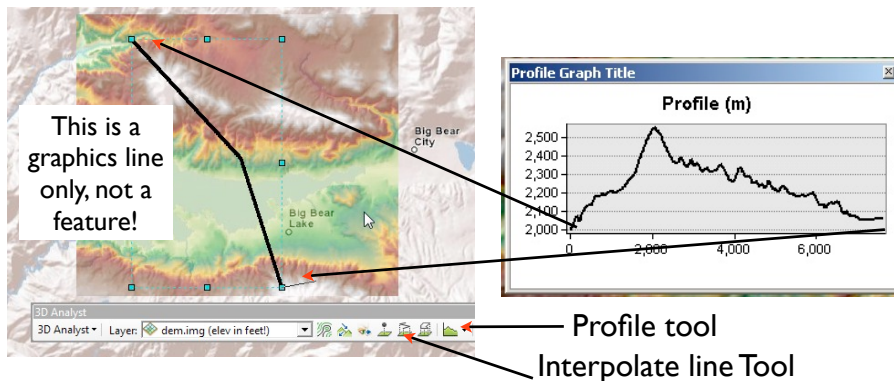 This is a
graphics line
only, not a
feature!
Big Bear
City
Big Bear
Lake
3D Analyst
3D Analyst
Layer:
dem.img (elev in feet!)
Profile Graph Title
Profile (m)
2,500
2,400
2,300
2,200
2,100
2,000
0
2,000
4,000
6,000
Profile tool
Interpolate line Tool